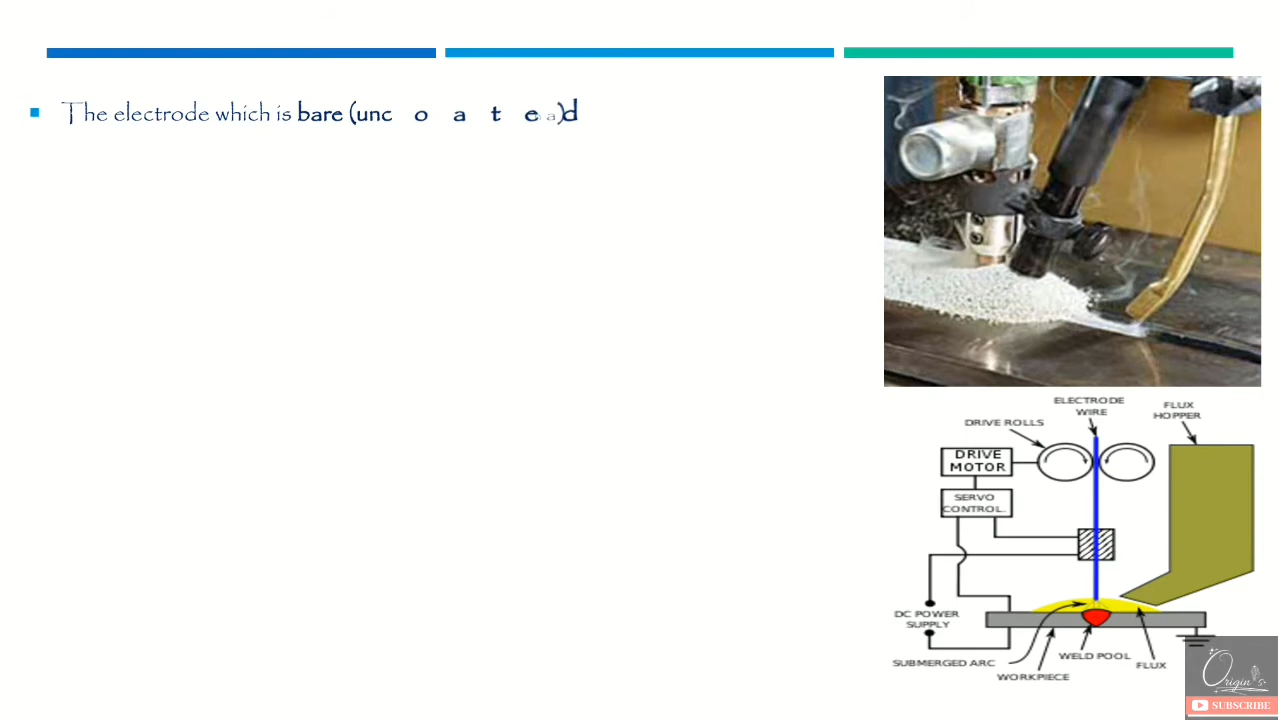 The electrode which is bare (uncoated)
ELECTRODE
WIRE
FLUX
HOPPER
DRIVE ROLLS
DRIVE
MOTOR
SERVO
CONTROL.
DC POWER
SUPPLY
SUBMERGED ARC
WELD POOL
FLUX
WORKPIECE
Origin's
SUBSCRIBE